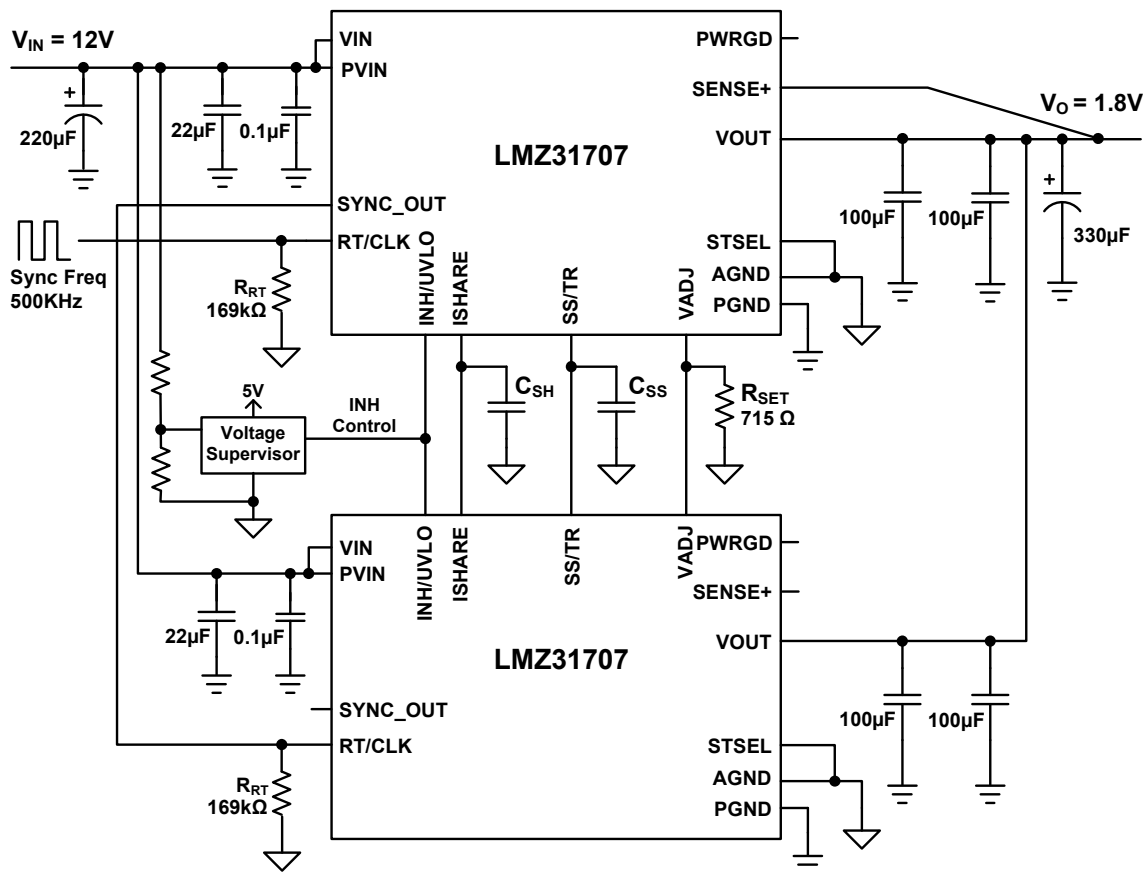 V_IN = 12V
VIN
PVIN
PWRGD
SENSE+
V_O = 1.8V
220µF
22µF
0.1µF
LMZ31707
VOUT
+
+
100µF
100µF
330µF
SYNC_OUT
RT/CLK
Sync Freq
500KHz
R_RT
169kΩ
INH/UVLO
ISHARE
SS/TR
VADJ
STSEL
AGND
PGND
C_SH
C_SS
R_SET
715 Ω
5V
Voltage
Supervisor
INH
Control
INH/UVLO
ISHARE
SS/TR
VADJ
VIN
PVIN
PWRGD
SENSE+
22µF
0.1µF
LMZ31707
VOUT
100µF
100µF
SYNC_OUT
RT/CLK
R_RT
169kΩ
STSEL
AGND
PGND